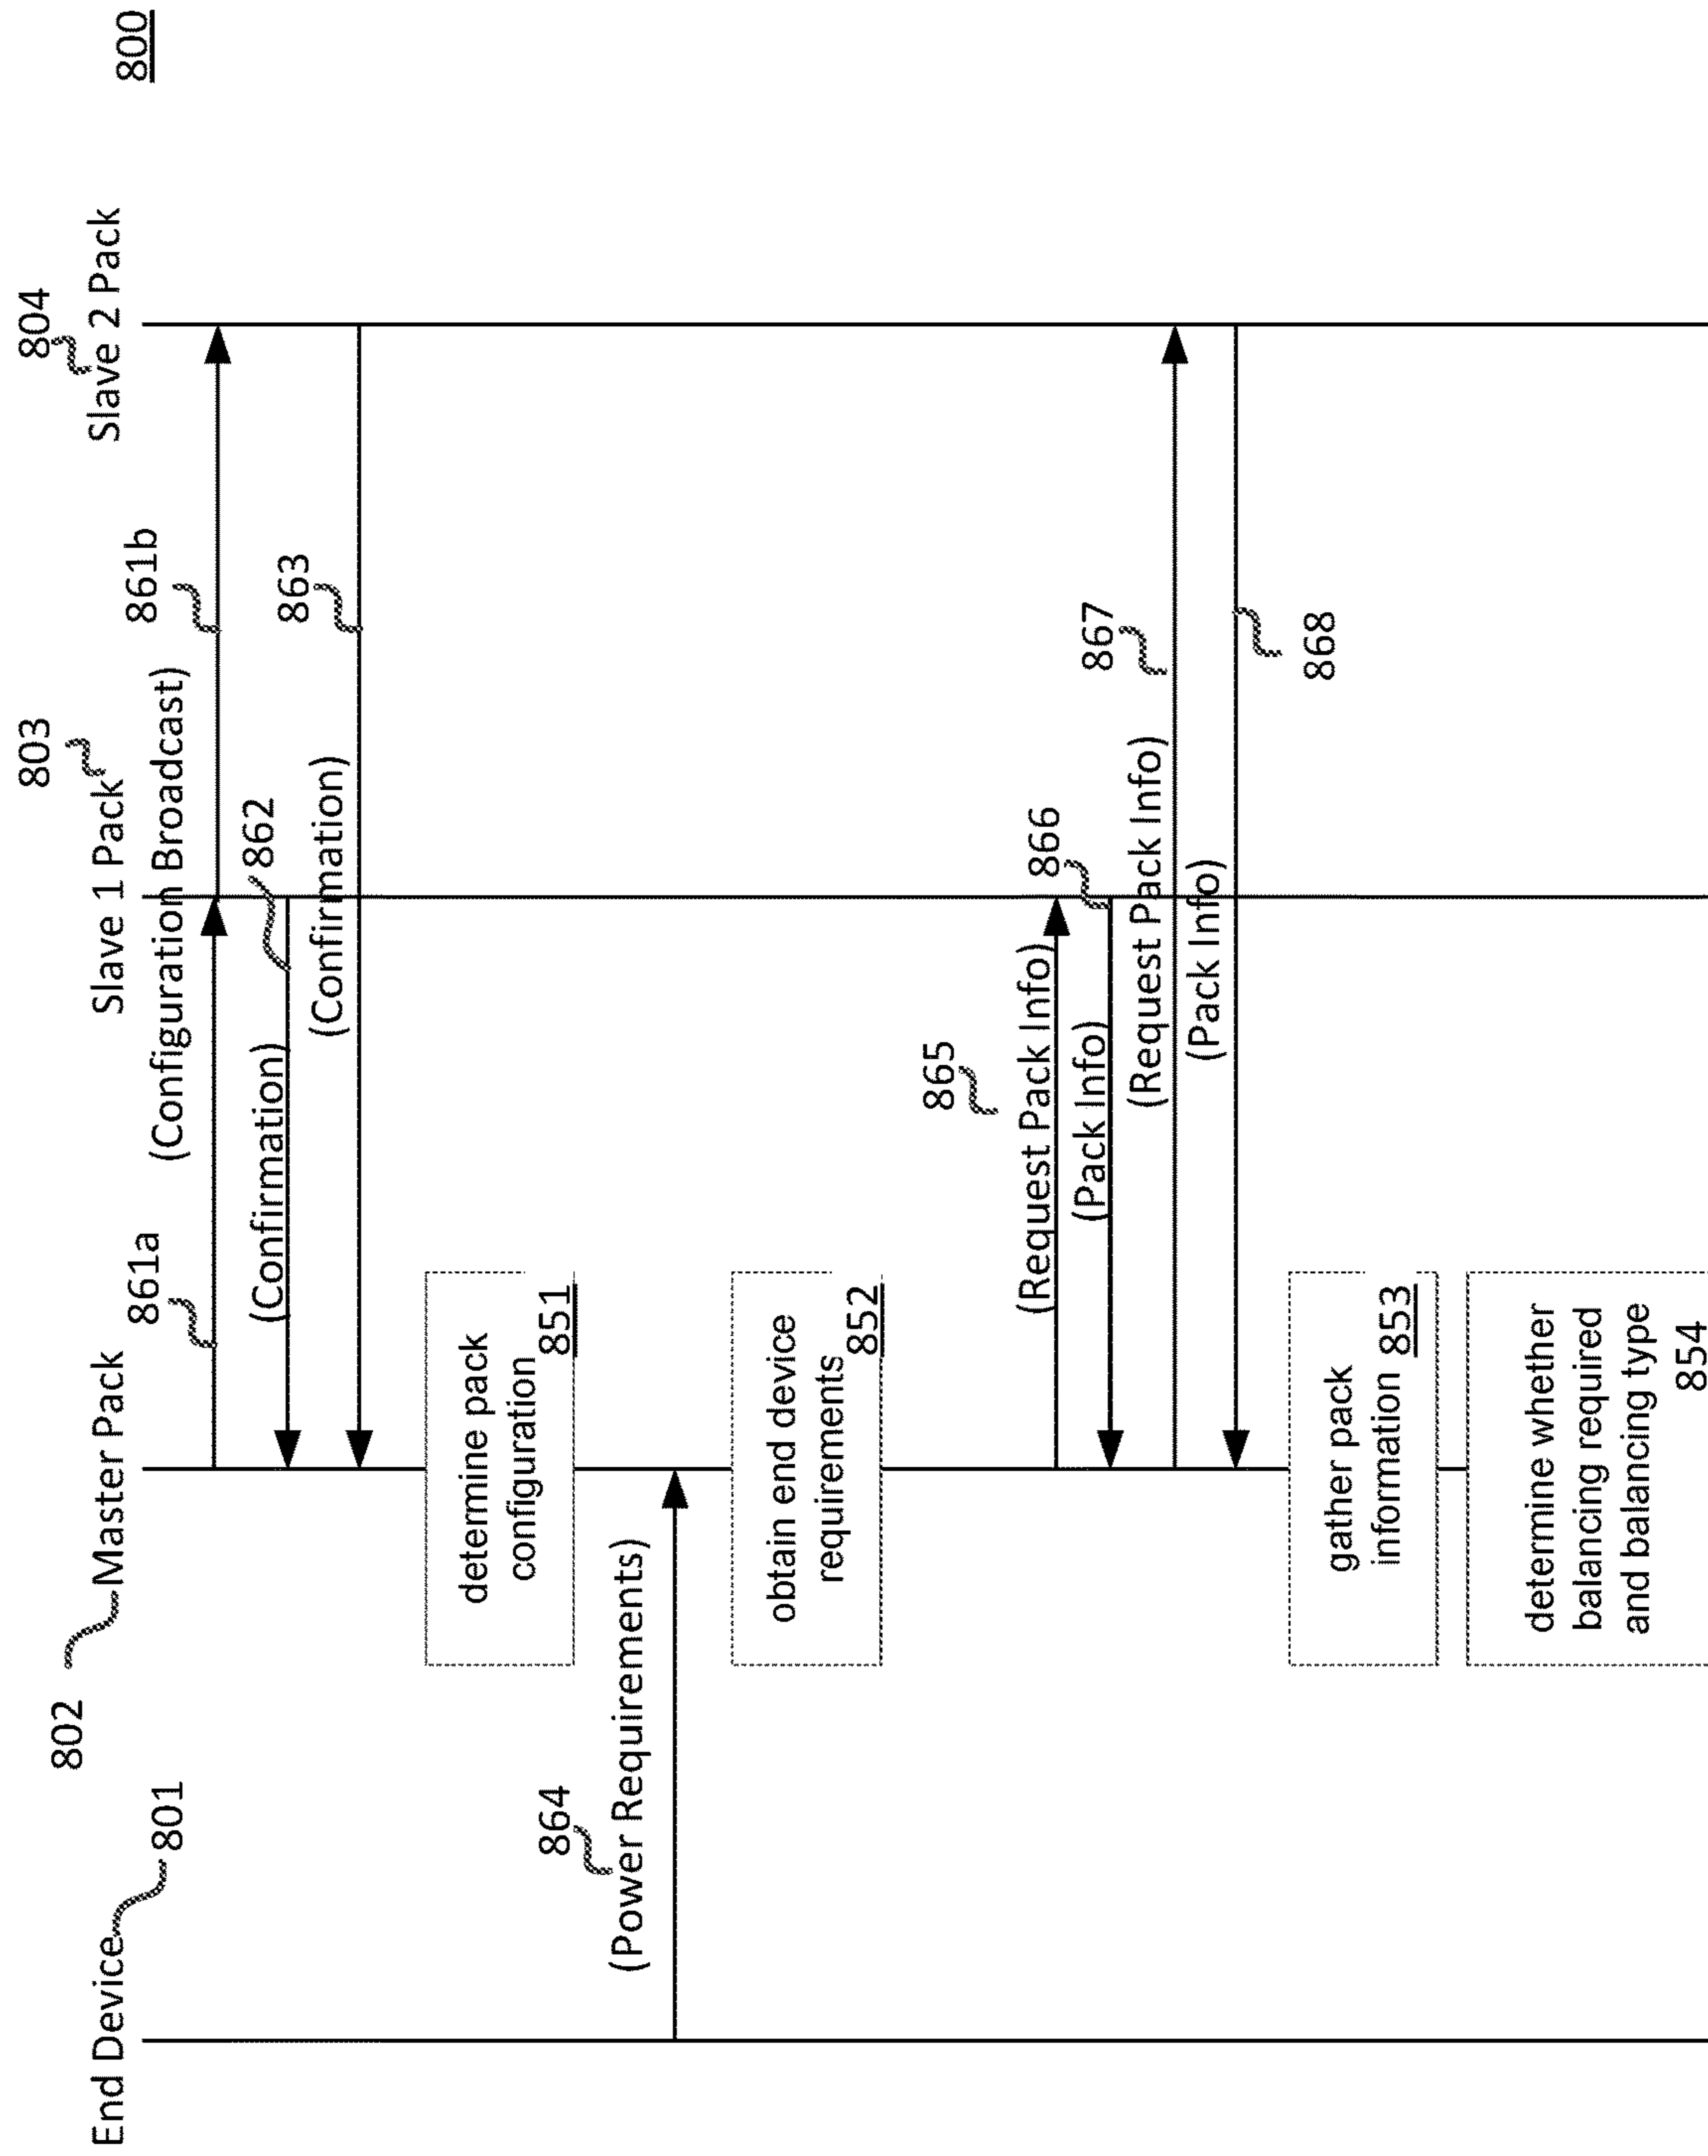 800
End Device
801
802
Master Pack
803
Slave 1 Pack
804
Slave 2 Pack
861a
(Configuration Broadcast)
861b
(Confirmation)
862
(Confirmation)
863
determine pack
configuration
851
864
(Power Requirements)
obtain end device
requirements
852
865
(Request Pack Info)
866
(Pack Info)
867
(Request Pack Info)
(Pack Info)
868
gather pack
information 853
determine whether
balancing required
and balancing type
854